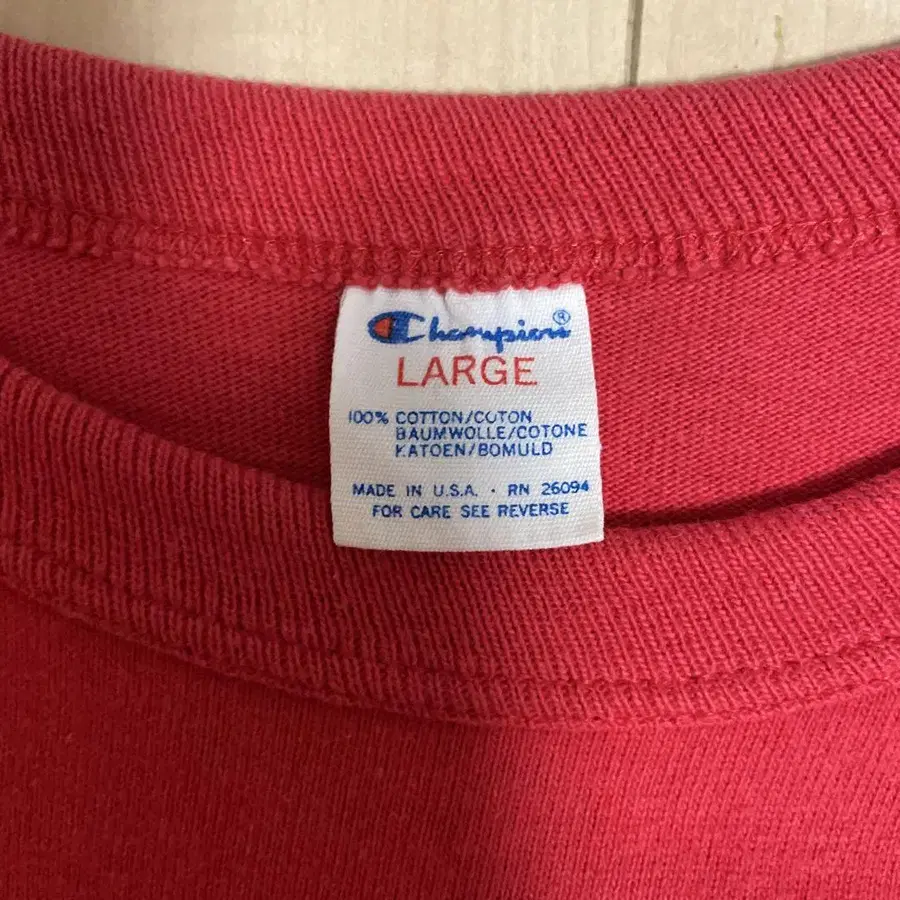 Champion®
LARGE
100% COTTON/COTON
BAUMWOLLE/COTONE
KATOEN/BOMULD
MADE IN U.S.A. · RN 26094
FOR CARE SEE REVERSE